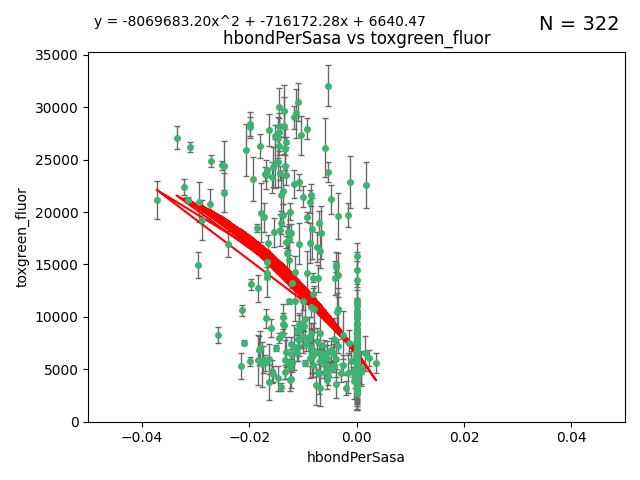 y = -8069683.20x^2 + -716172.28x + 6640.47
N = 322
hbondPerSasa vs toxgreen_fluor
35000
30000
25000
20000
15000
10000
5000
0
toxgreen_fluor
−0.04
−0.02
0.00
0.02
0.04
hbondPerSasa